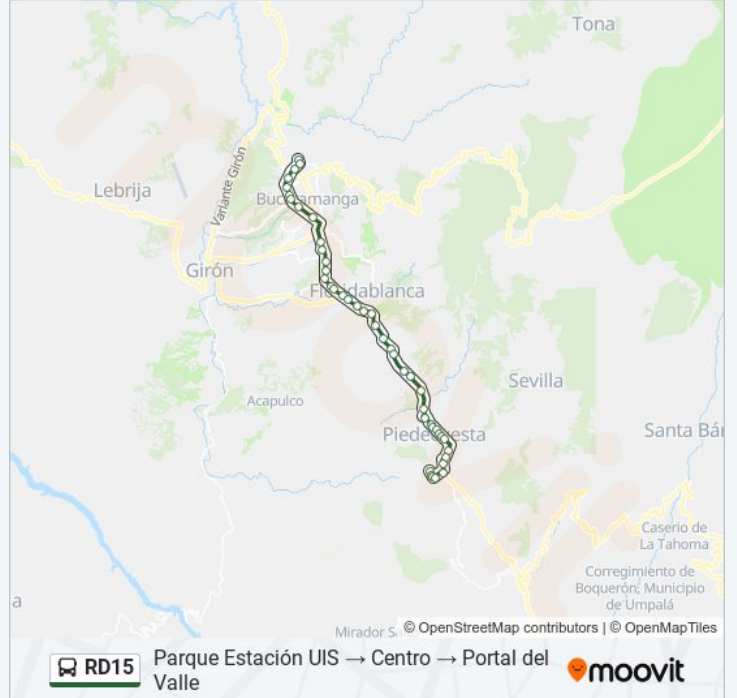 Tona
Lebrija
Variante Girón
Bucaramanga
Girón
Floridablanca
Sevilla
Acapulco
Piedecuesta
Santa Bár
Caserio de
La Tahoma
Corregimiento de
Boquerón, Municipio
de Umpalá
a
Mirador S
© OpenStreetMap contributors | © OpenMapTiles
RD15
Parque Estación UIS → Centro → Portal del
Valle
moovit